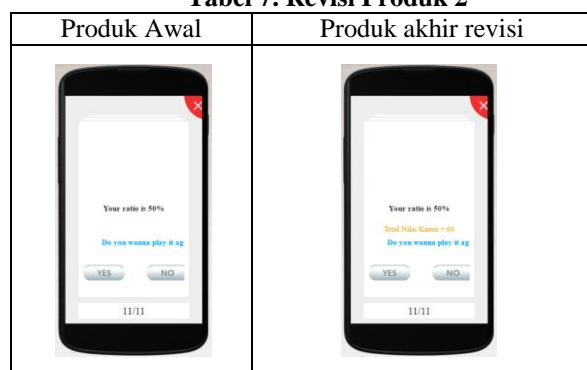 Tabel 7. Revisi Produk 2
Produk Awal
Produk akhir revisi
Your ratio is 50%
Do you wanna play it ag
YES
NO
11/11
Your ratio is 50%
Total Nilai Kamu = 60
Do you wanna play it ag
YES
NO
11/11